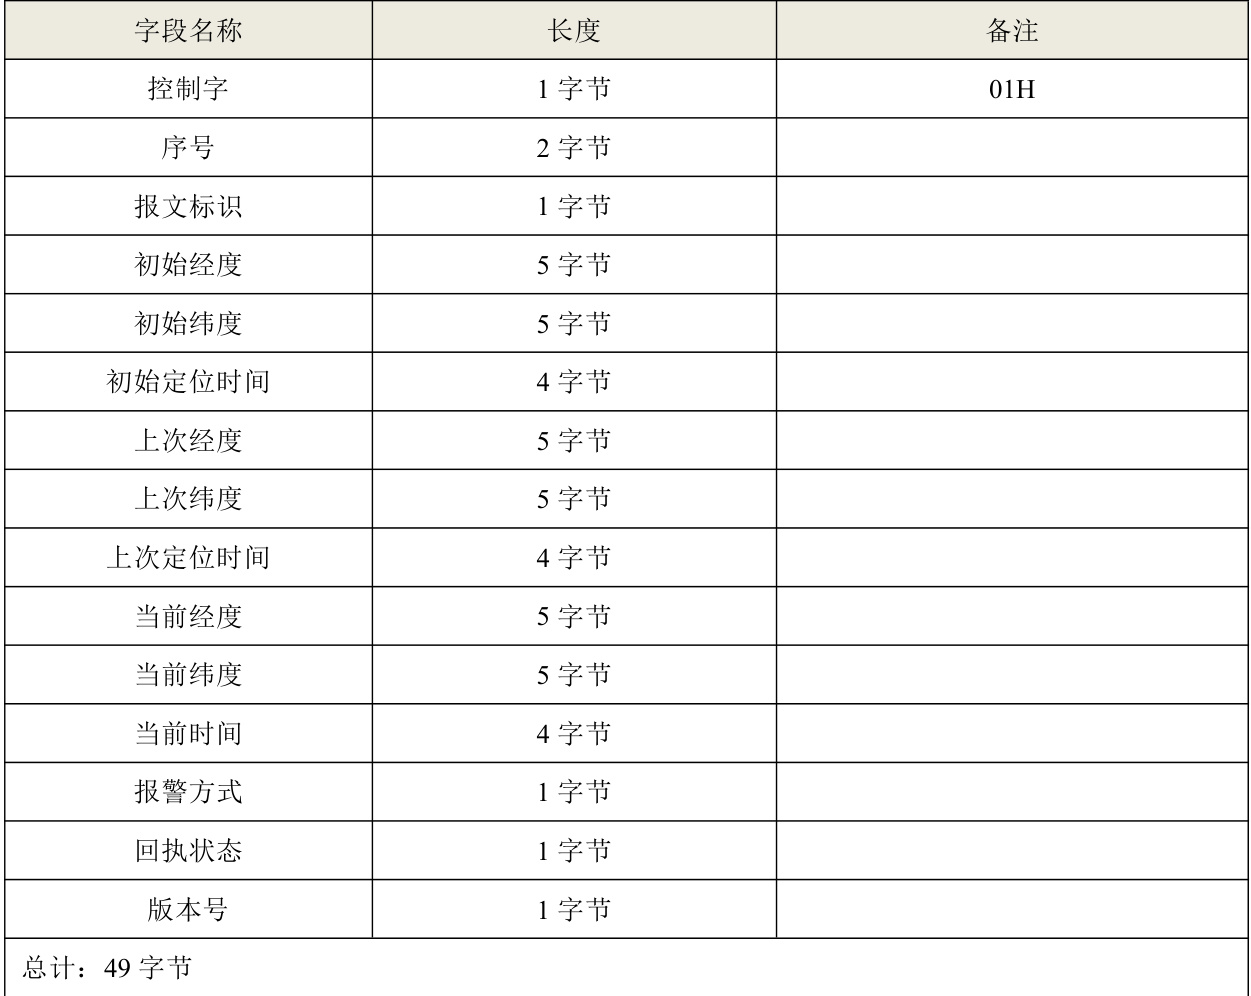 字段名称 长度 备注
控制字 1 字节 01H
序号 2 字节
报文标识 1 字节
初始经度 5 字节
初始纬度 5 字节
初始定位时间 4 字节
上次经度 5 字节
上次纬度 5 字节
上次定位时间 4 字节
当前经度 5 字节
当前纬度 5 字节
当前时间 4 字节
报警方式 1 字节
回执状态 1 字节
版本号 1 字节
总计：49 字节